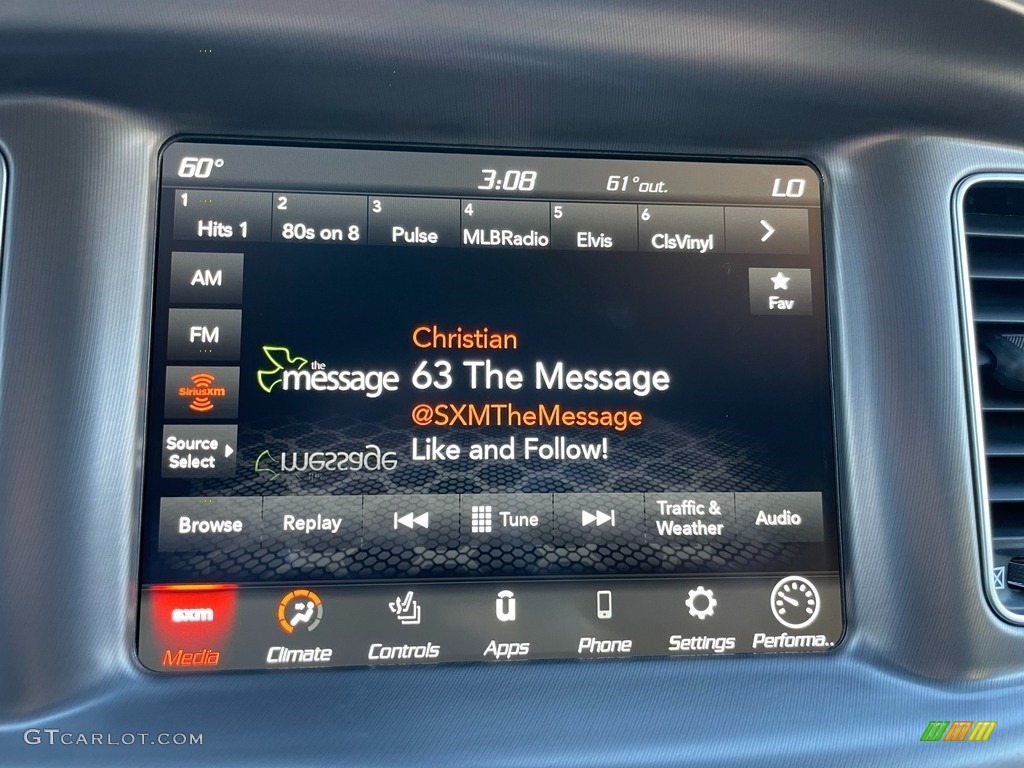 60°
3:08
61°out.
LO
1 Hits 1
2 80s on 8
3 Pulse
4 MLBRadio
5 Elvis
6 ClsVinyl
AM
Fav
FM
Christian
the message
63 The Message
SiriusXM
@SXMTheMessage
Source Select
Like and Follow!
the message
Browse
Replay
Tune
Traffic &
Weather
Audio
sxm
Media
Climate
Controls
Apps
Phone
Settings
Performa..
GTCARLOT.COM